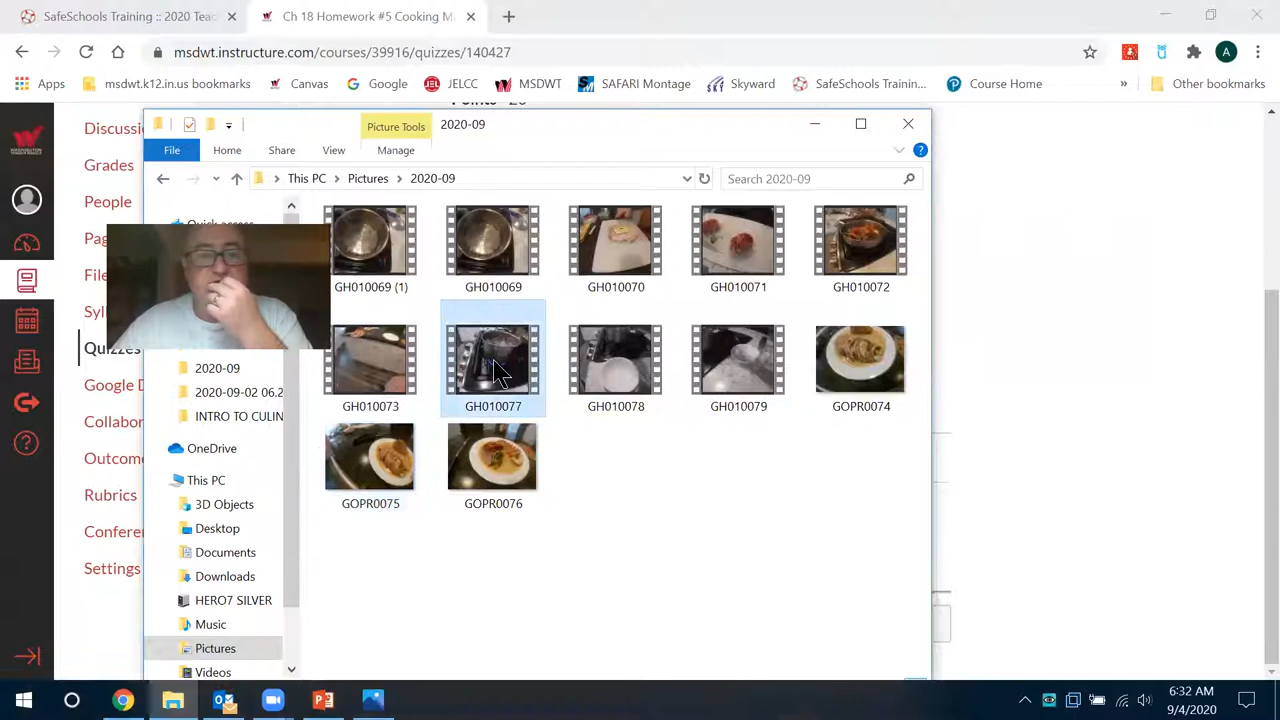 SafeSchools Training :: 2020 Teac
Ch 18 Homework #5 Cooking M
msdwt.instructure.com/courses/39916/quizzes/140427
A
Apps
msdwt.k12.in.us bookmarks
Canvas
Google
JELCC
MSDWT
SAFARI Montage
Skyward
SafeSchools Trainin...
Course Home
»
Other bookmarks
Discussi
Grades
People
Pag
File
Syl
Quizzes
Google D
Collabor
Outcome
Rubrics
Conferer
Settings
Picture Tools
2020-09
File
Home
Share
View
Manage
This PC
Pictures
2020-09
Search 2020-09
Quick access
2020-09
2020-09-02 06.2
INTRO TO CULIN
OneDrive
This PC
3D Objects
Desktop
Documents
Downloads
HERO7 SILVER
Music
Pictures
Videos
GH010069 (1)
GH010069
GH010070
GH010071
GH010072
GH010073
GH010077
GH010078
GH010079
GOPR0074
GOPR0075
GOPR0076
6:32 AM
9/4/2020